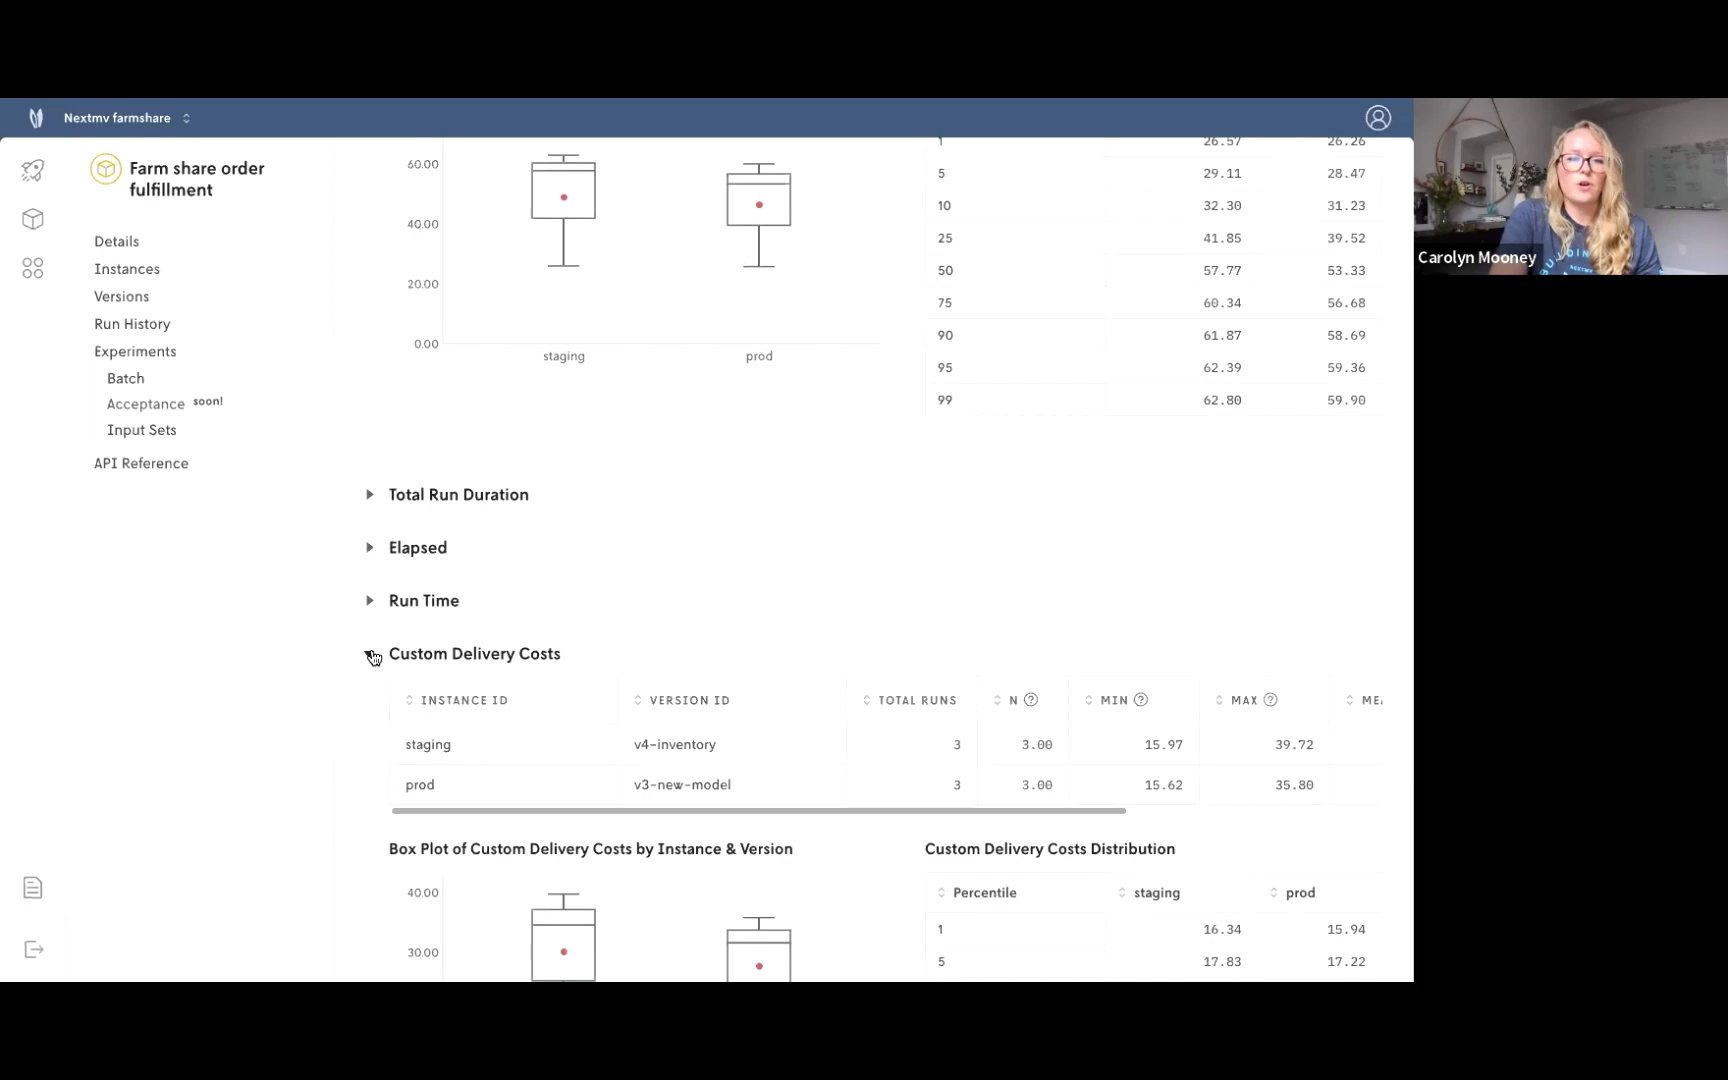 Nextmv farmshare
Farm share order
fulfillment
Details
Instances
Versions
Run History
Experiments
Batch
Acceptance soon!
Input Sets
API Reference
60.00
40.00
20.00
0.00
staging prod
1 26.57 26.26
5 29.11 28.47
10 32.30 31.23
25 41.85 39.52
50 57.77 53.33
75 60.34 56.68
90 61.87 58.69
95 62.39 59.36
99 62.80 59.90
Total Run Duration
Elapsed
Run Time
Custom Delivery Costs
INSTANCE ID VERSION ID TOTAL RUNS N MIN MAX
staging v4-inventory 3 3.00 15.97 39.72
prod v3-new-model 3 3.00 15.62 35.80
Box Plot of Custom Delivery Costs by Instance & Version
40.00
30.00
Custom Delivery Costs Distribution
Percentile staging prod
1 16.34 15.94
5 17.83 17.22
Carolyn Mooney